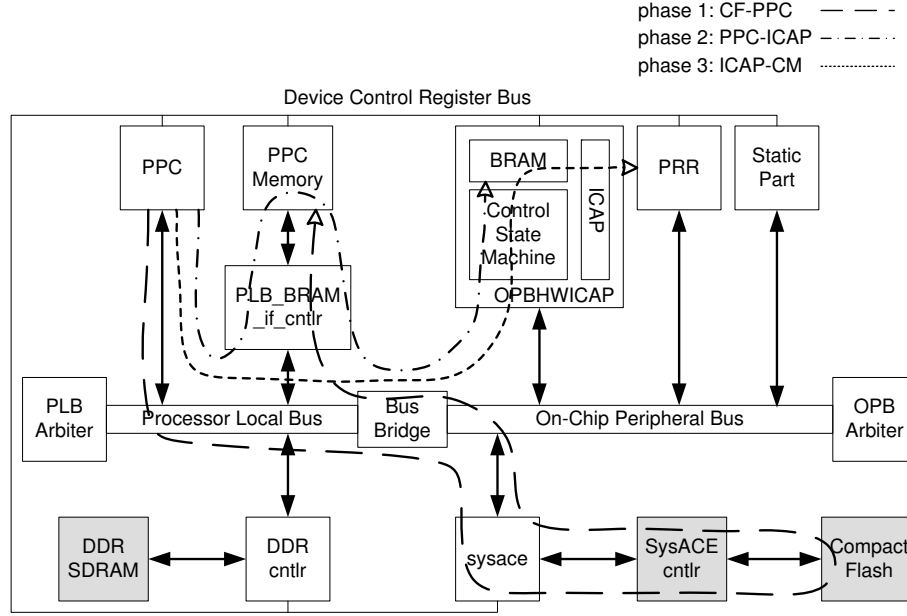 phase 1: CF-PPC
phase 2: PPC-ICAP
phase 3: ICAP-CM
Device Control Register Bus
PPC
PPC
Memory
BRAM
Control
State
Machine
ICAP
OPBHWICAP
PRR
Static
Part
PLB_BRAM
_if_cntlr
PLB
Arbiter
Processor Local Bus
Bus
Bridge
On-Chip Peripheral Bus
OPB
Arbiter
DDR
SDRAM
DDR
cntlr
sysace
SysACE
cntlr
Compact
Flash